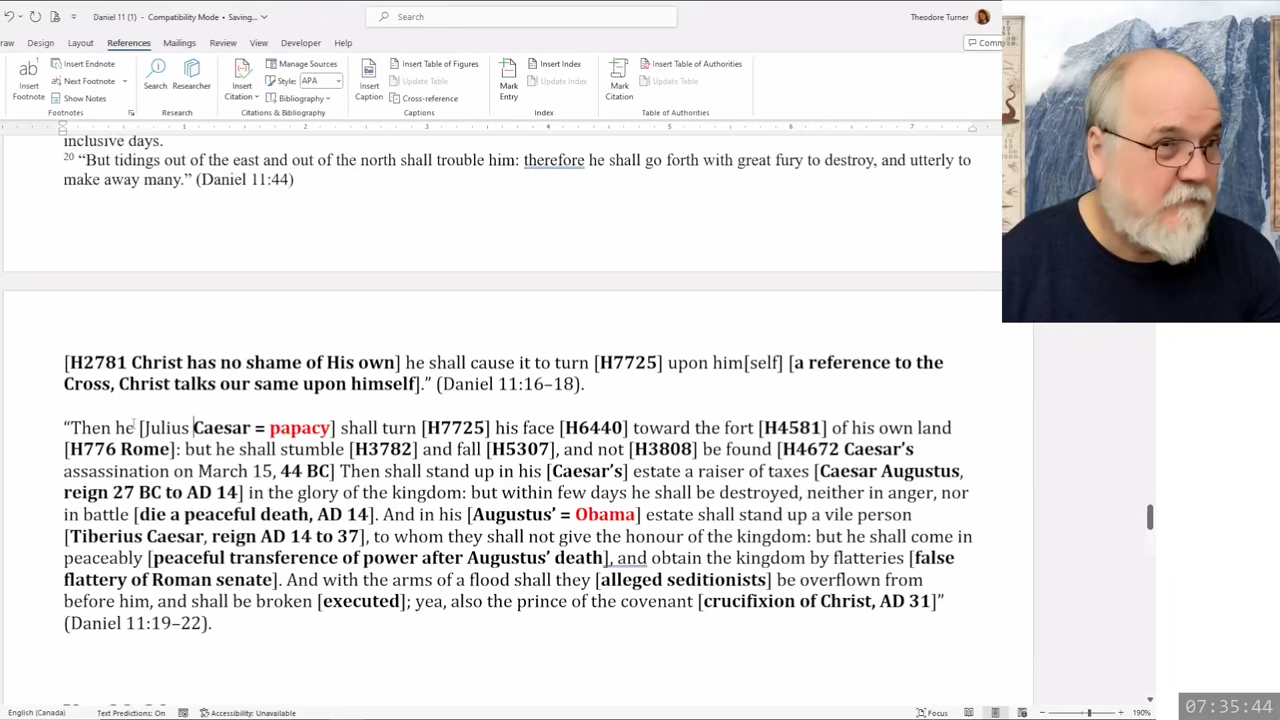 Daniel 11 (1) - Compatibility Mode • Saving...
Search
Theodore Turner
raw Design Layout References Mailings Review View Developer Help
Comm
ab
Insert Footnote
Insert Endnote
Next Footnote
Show Notes
Footnotes
Search
Researcher
Research
Insert Citation
Manage Sources
Style: APA
Bibliography
Citations & Bibliography
Insert Caption
Insert Table of Figures
Update Table
Cross-reference
Captions
Mark Entry
Insert Index
Update Index
Index
Mark Citation
Insert Table of Authorities
Update Table
Table of Authorities
1 2 3 4 5 6 7
inclusive days.
20 “But tidings out of the east and out of the north shall trouble him: therefore he shall go forth with great fury to destroy, and utterly to
make away many.” (Daniel 11:44)
[H2781 Christ has no shame of His own] he shall cause it to turn [H7725] upon him[self] [a reference to the
Cross, Christ talks our same upon himself].” (Daniel 11:16–18).
“Then he [Julius Caesar = papacy] shall turn [H7725] his face [H6440] toward the fort [H4581] of his own land
[H776 Rome]: but he shall stumble [H3782] and fall [H5307], and not [H3808] be found [H4672 Caesar’s
assassination on March 15, 44 BC] Then shall stand up in his [Caesar’s] estate a raiser of taxes [Caesar Augustus,
reign 27 BC to AD 14] in the glory of the kingdom: but within few days he shall be destroyed, neither in anger, nor
in battle [die a peaceful death, AD 14]. And in his [Augustus’ = Obama] estate shall stand up a vile person
[Tiberius Caesar, reign AD 14 to 37], to whom they shall not give the honour of the kingdom: but he shall come in
peaceably [peaceful transference of power after Augustus’ death], and obtain the kingdom by flatteries [false
flattery of Roman senate]. And with the arms of a flood shall they [alleged seditionists] be overflown from
before him, and shall be broken [executed]; yea, also the prince of the covenant [crucifixion of Christ, AD 31]”
(Daniel 11:19–22).
English (Canada) Text Predictions: On Accessibility: Unavailable Focus 190%
07:35:44